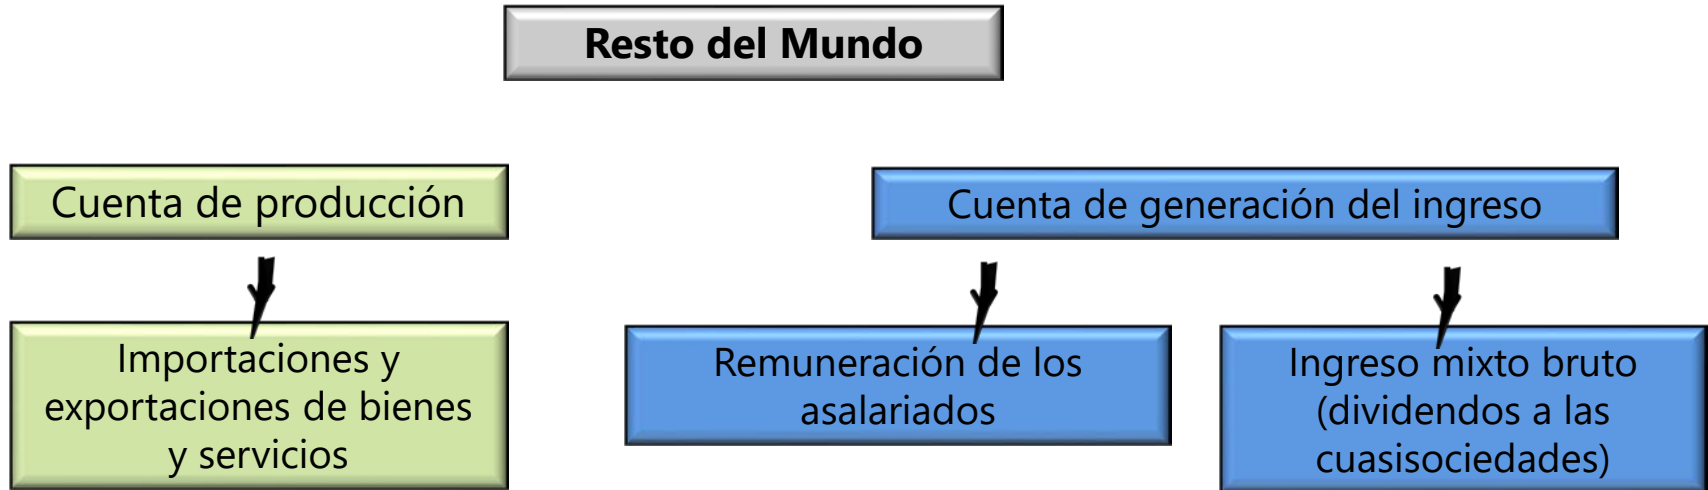 Resto del Mundo
Cuenta de producción
Cuenta de generación del ingreso
Importaciones y
exportaciones de bienes
y servicios
Remuneración de los
asalariados
Ingreso mixto bruto
(dividendos a las
cuasisociedades)